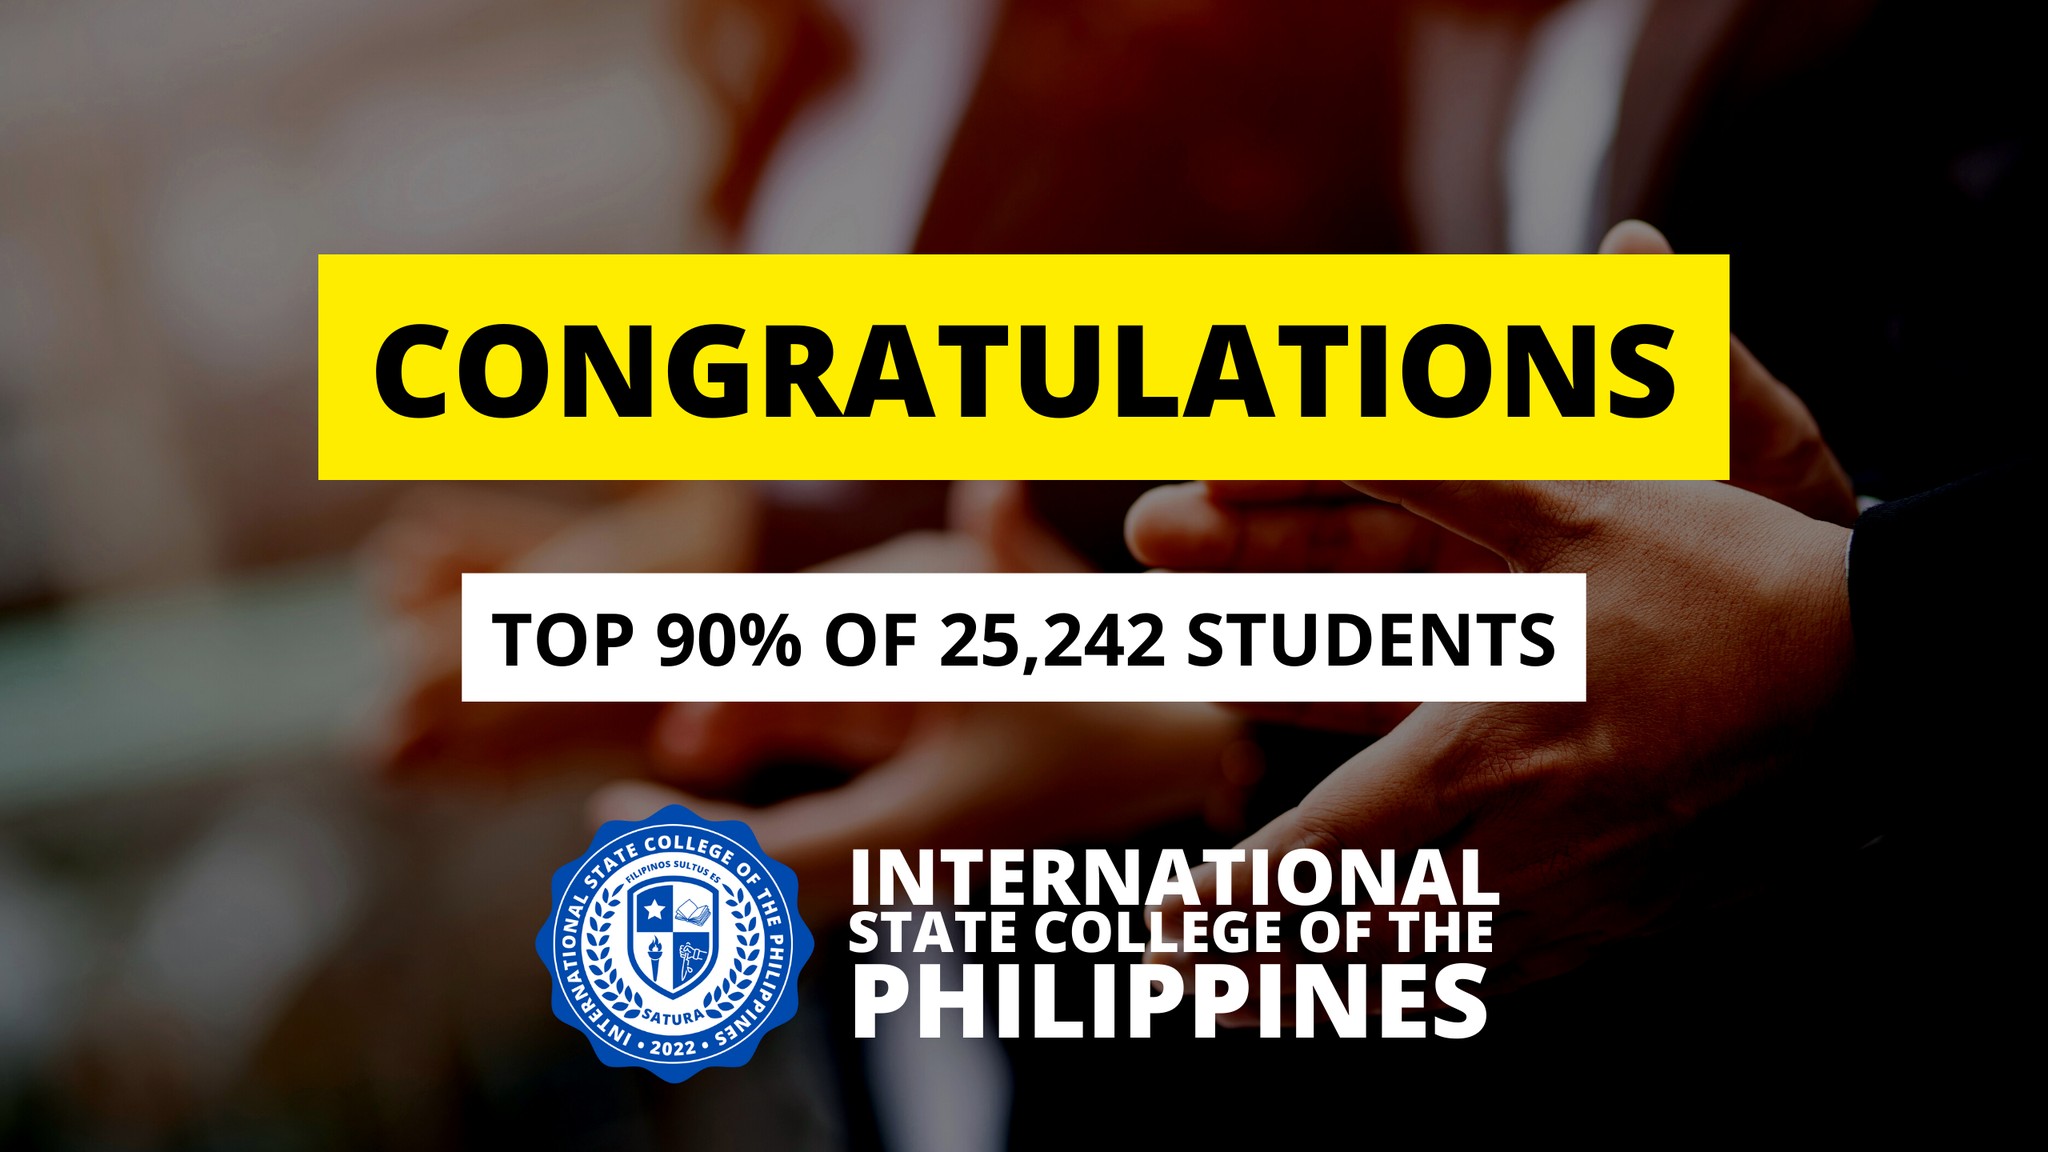 CONGRATULATIONS
TOP 90% OF 25,242 STUDENTS
INTERNATIONAL STATE COLLEGE OF THE PHILIPPINES
FILIPINOS SULTUS ES
SATURA
• 2022 •
INTERNATIONAL
STATE COLLEGE OF THE
PHILIPPINES